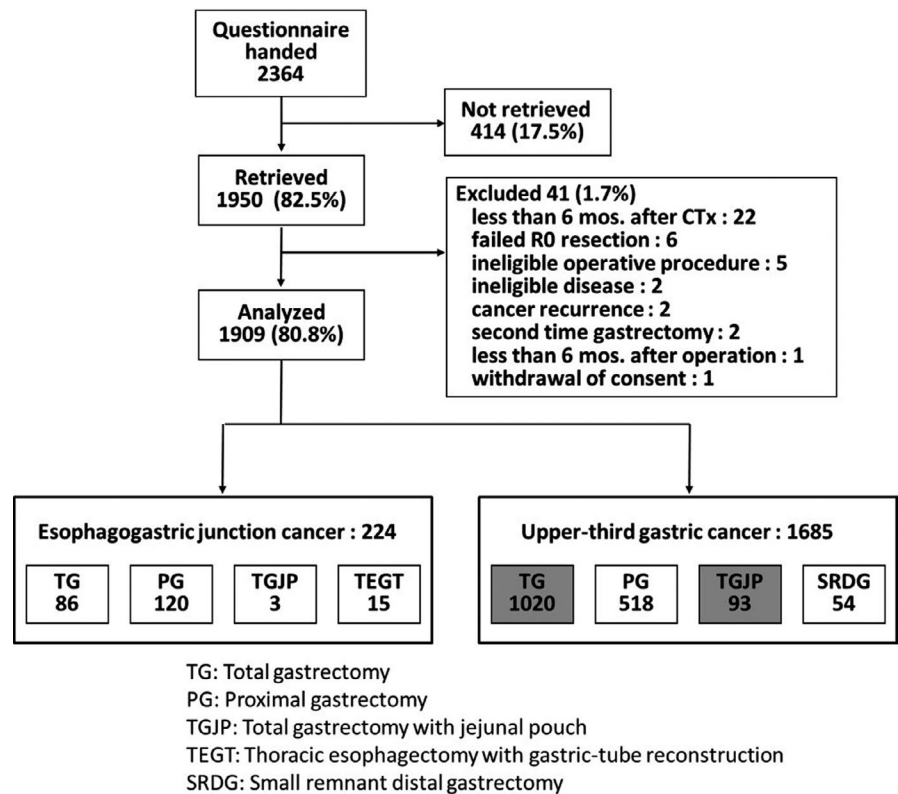 Questionnaire
handed
2364
Not retrieved
414 (17.5%)
Retrieved
1950 (82.5%)
Excluded 41 (1.7%)
less than 6 mos. after CTx : 22
failed R0 resection : 6
ineligible operative procedure : 5
ineligible disease : 2
cancer recurrence : 2
second time gastrectomy : 2
less than 6 mos. after operation : 1
withdrawal of consent : 1
Analyzed
1909 (80.8%)
Esophagogastric junction cancer : 224
TG
86
PG
120
TGJP
3
TEGT
15
Upper-third gastric cancer : 1685
TG
1020
PG
518
TGJP
93
SRDG
54
TG: Total gastrectomy
PG: Proximal gastrectomy
TGJP: Total gastrectomy with jejunal pouch
TEGT: Thoracic esophagectomy with gastric-tube reconstruction
SRDG: Small remnant distal gastrectomy